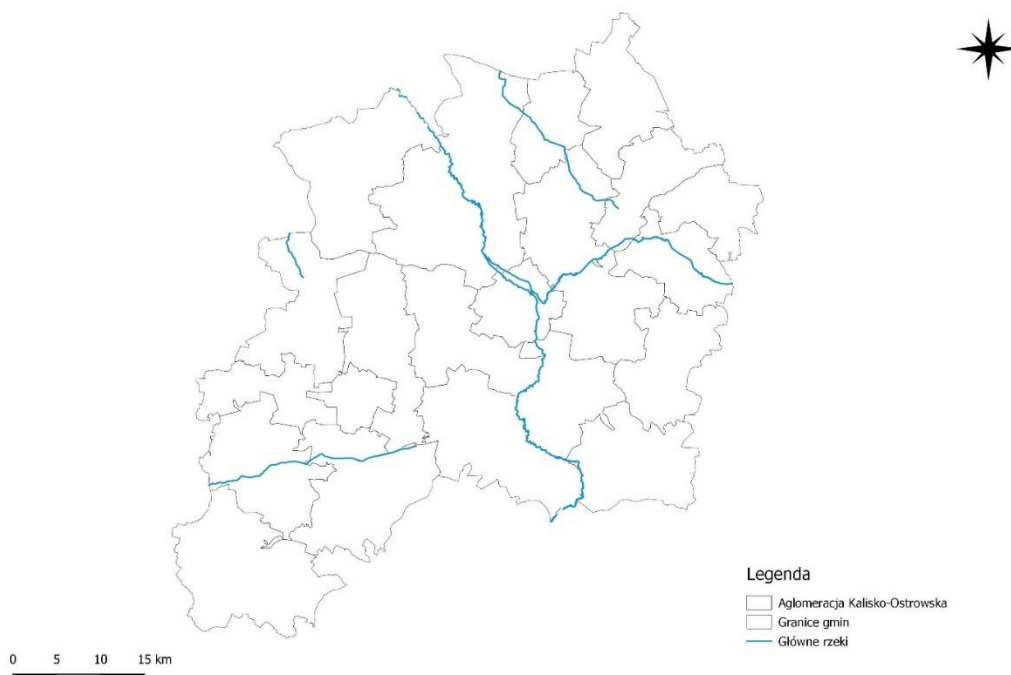 Legenda
Aglomeracja Kalisko-Ostrowska
Granice gmin
Główne rzeki
0 5 10 15 km